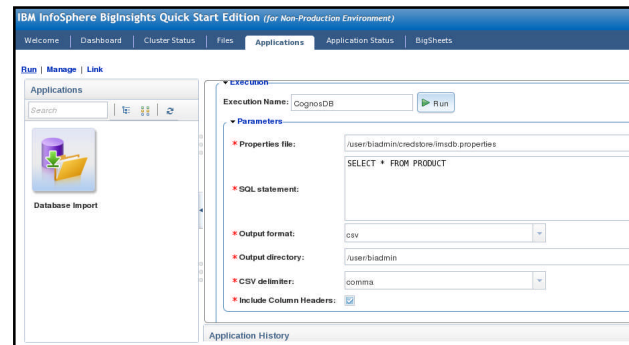 IBM InfoSphere BigInsights Quick Start Edition (for Non-Production Environment)
Welcome Dashboard Cluster Status Files Applications Application Status BigSheets
Run | Manage | Link
Applications
Search
Database Import
Execution
Execution Name: CognosDB Run
Parameters
* Properties file: /user/biadmin/credstore/imsdb.properties
* SQL statement: SELECT * FROM PRODUCT
* Output format: csv
* Output directory: /user/biadmin
* CSV delimiter: comma
* Include Column Headers:
Application History